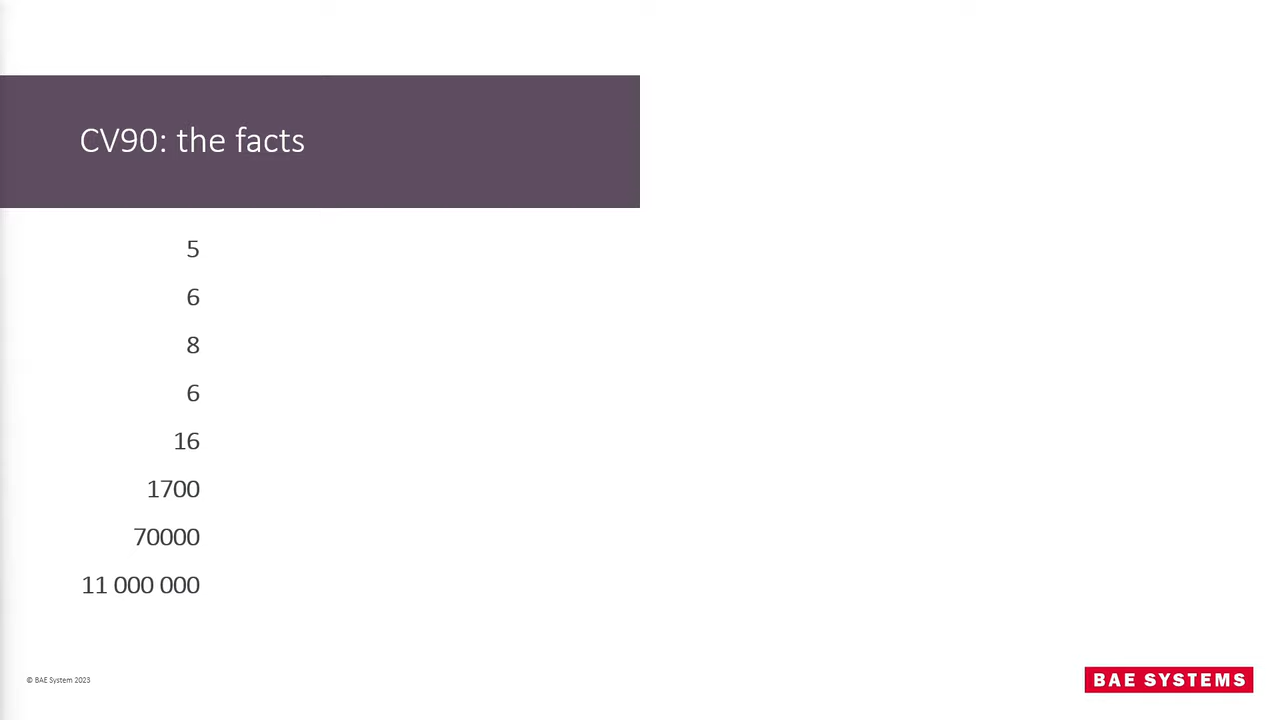 CV90: the facts
5
6
8
6
16
1700
70000
11 000 000
© BAE System 2023
BAE SYSTEMS